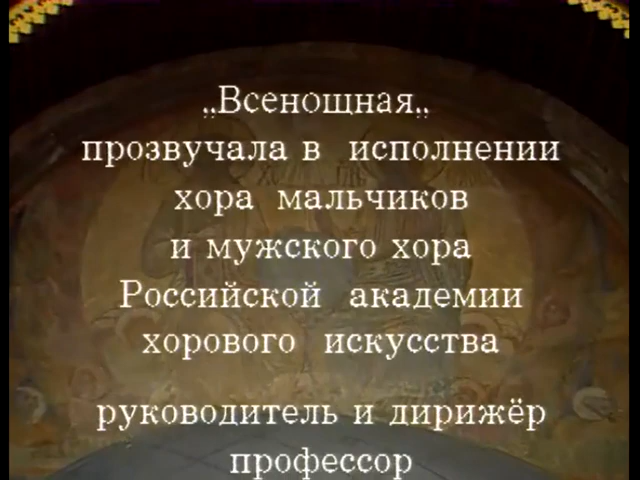 „Всенощная„
прозвучала в исполнении
хора мальчиков
и мужского хора
Российской академии
хорового искусства
руководитель и дирижёр
профессор